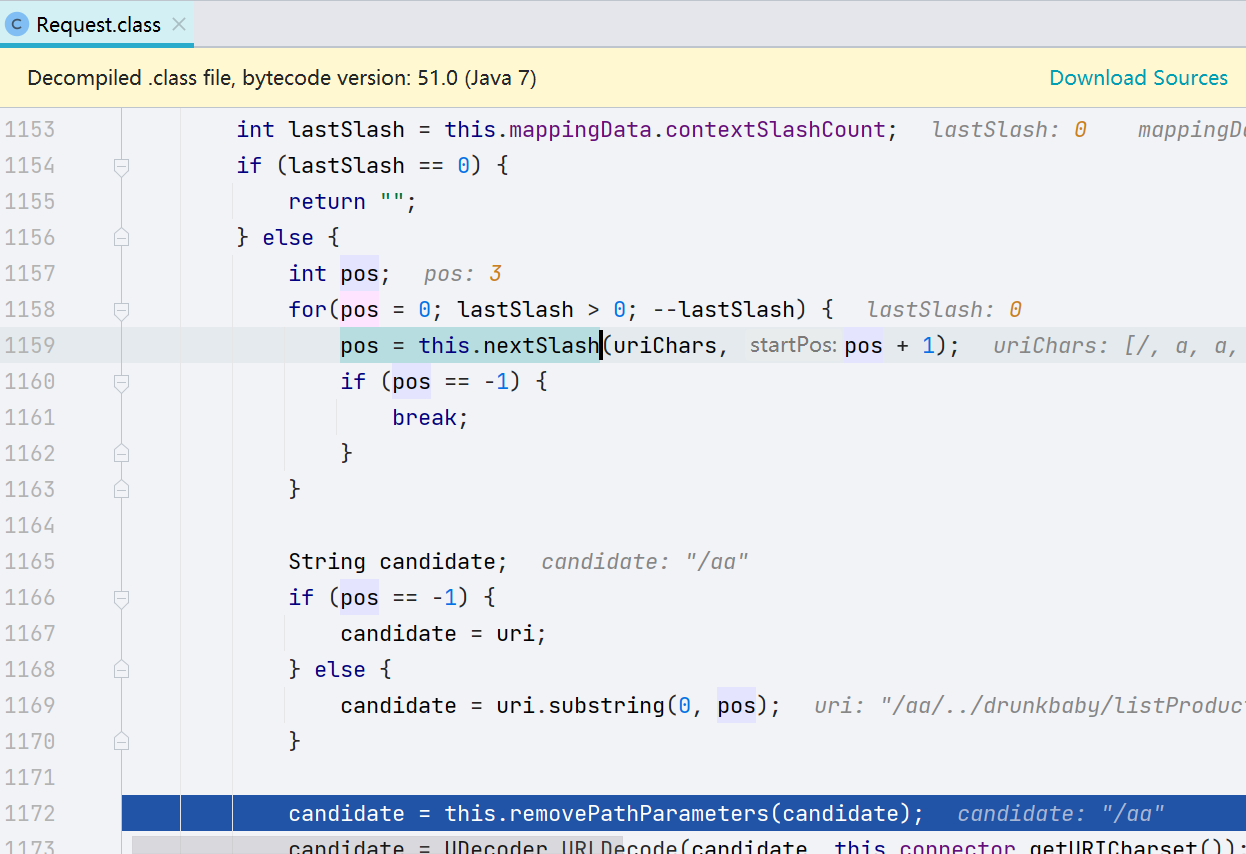 C Request.class
Decompiled .class file, bytecode version: 51.0 (Java 7) Download Sources
1153 int lastSlash = this.mappingData.contextSlashCount; lastSlash: 0 mappingDa
1154 if (lastSlash == 0) {
1155 return "";
1156 } else {
1157 int pos; pos: 3
1158 for(pos = 0; lastSlash > 0; --lastSlash) { lastSlash: 0
1159 pos = this.nextSlash(uriChars, startPos: pos + 1); uriChars: [/, a, a,
1160 if (pos == -1) {
1161 break;
1162 }
1163 }
1164
1165 String candidate; candidate: "/aa"
1166 if (pos == -1) {
1167 candidate = uri;
1168 } else {
1169 candidate = uri.substring(0, pos); uri: "/aa/../drunkbaby/listProduct
1170 }
1171
1172 candidate = this.removePathParameters(candidate); candidate: "/aa"
1173 candidate = UDecoder.URLDecode(candidate, this.connector.getURICharset());